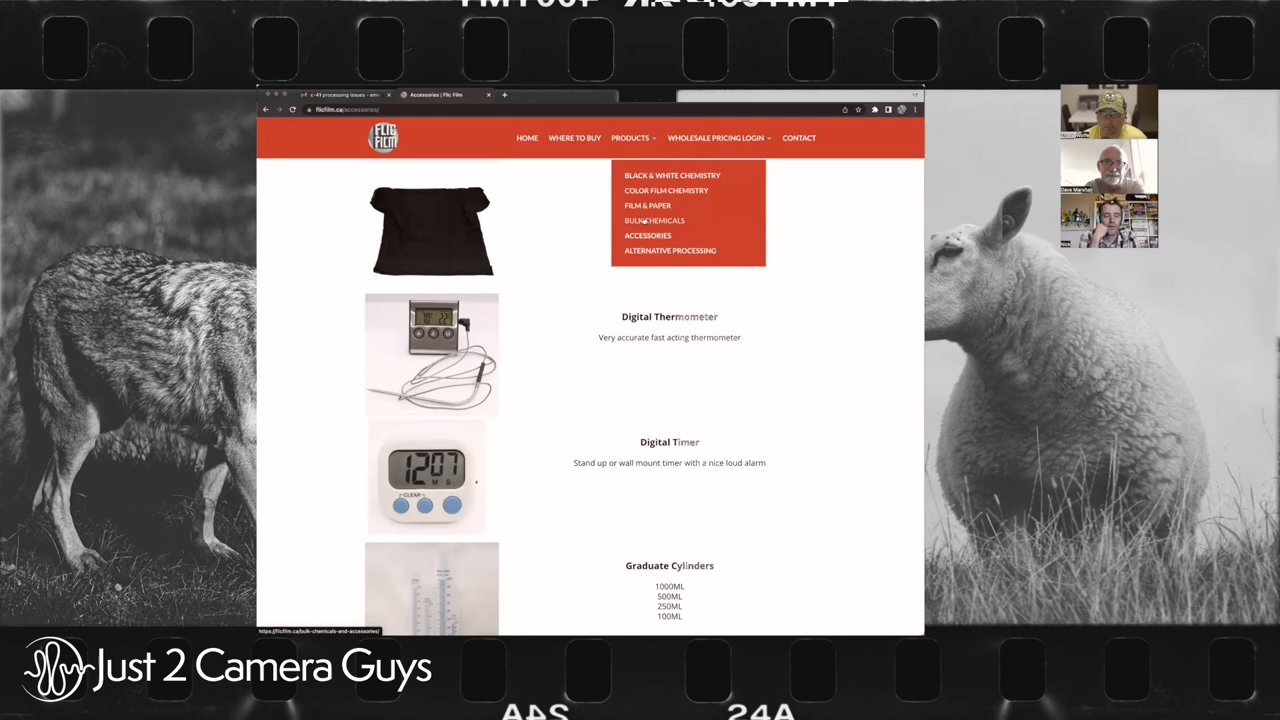 c-41 processing issues - em
Accessories | Flic Film
flicfilm.ca/accessories/
FLIC FILM
HOME WHERE TO BUY PRODUCTS WHOLESALE PRICING LOGIN CONTACT
BLACK & WHITE CHEMISTRY
COLOR FILM CHEMISTRY
FILM & PAPER
BULK CHEMICALS
ACCESSORIES
ALTERNATIVE PROCESSING
Dave Marshall
Nick
Digital Thermometer
Very accurate fast acting thermometer
Digital Timer
Stand up or wall mount timer with a nice loud alarm
1207
M S
CLEAR
Graduate Cylinders
1000ML
500ML
250ML
100ML
https://flicfilm.ca/bulk-chemicals-and-accessories/
Just 2 Camera Guys
24A